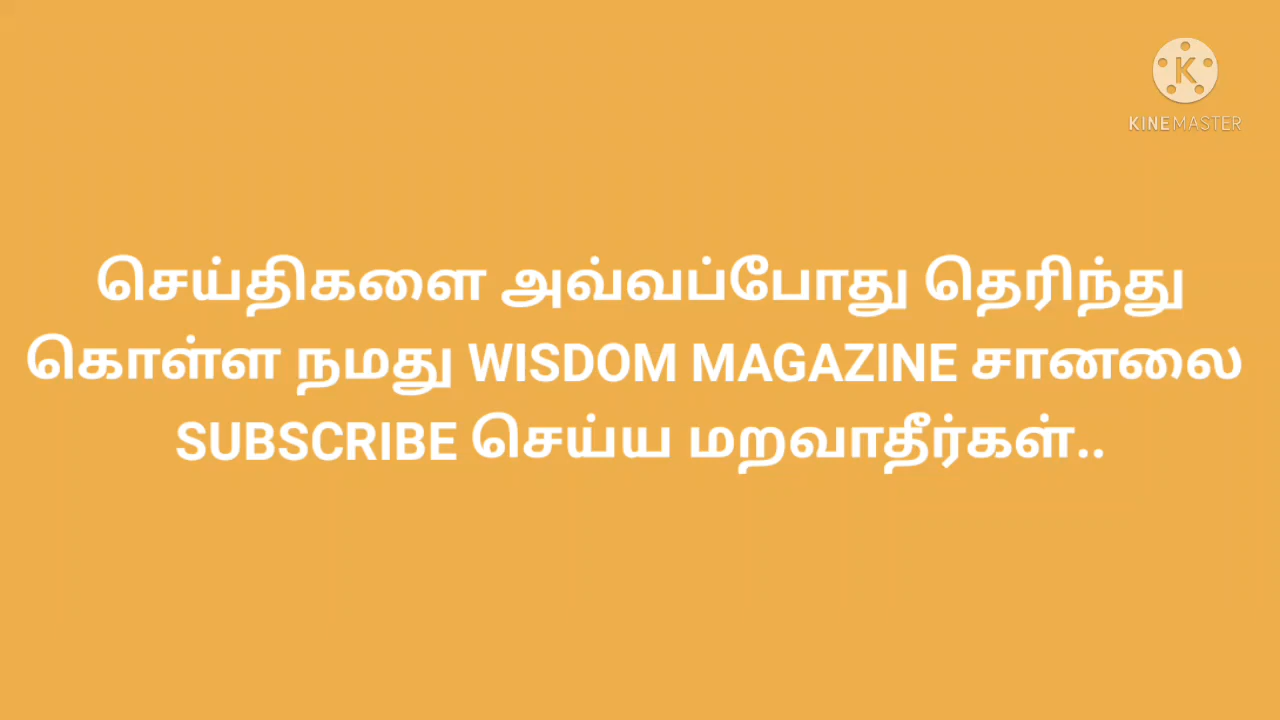 K
KINEMASTER
செய்திகளை அவ்வப்போது தெரிந்து
கொள்ள நமது WISDOM MAGAZINE சானலை
SUBSCRIBE செய்ய மறவாதீர்கள்..